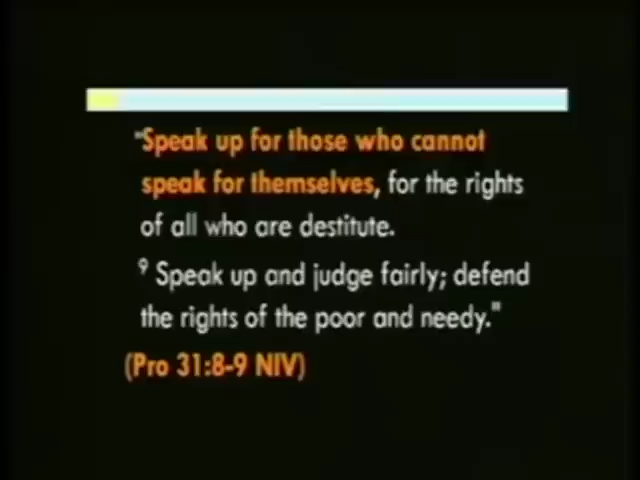 "Speak up for those who cannot
speak for themselves, for the rights
of all who are destitute.
⁹ Speak up and judge fairly; defend
the rights of the poor and needy."
(Pro 31:8-9 NIV)